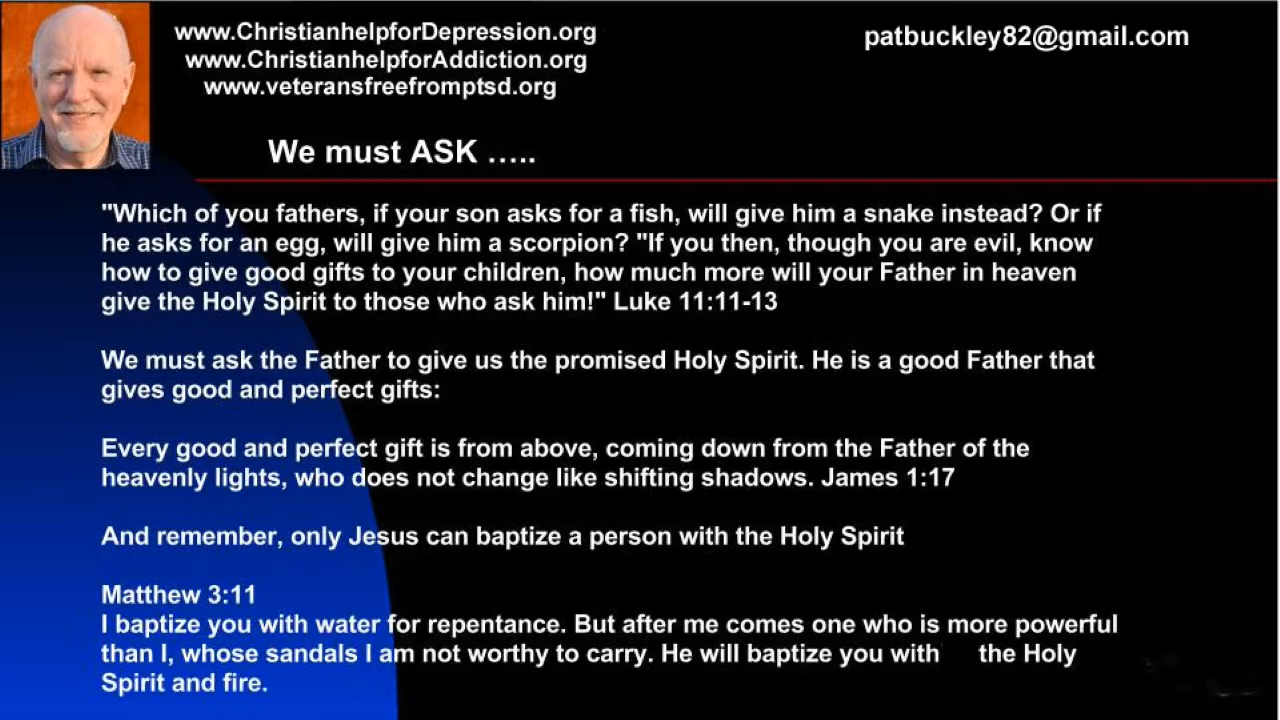 www.ChristianhelpforDepression.org
www.ChristianhelpforAddiction.org
www.veteransfreefromptsd.org
patbuckley82@gmail.com
We must ASK …..
"Which of you fathers, if your son asks for a fish, will give him a snake instead? Or if
he asks for an egg, will give him a scorpion? "If you then, though you are evil, know
how to give good gifts to your children, how much more will your Father in heaven
give the Holy Spirit to those who ask him!" Luke 11:11-13
We must ask the Father to give us the promised Holy Spirit. He is a good Father that
gives good and perfect gifts:
Every good and perfect gift is from above, coming down from the Father of the
heavenly lights, who does not change like shifting shadows. James 1:17
And remember, only Jesus can baptize a person with the Holy Spirit
Matthew 3:11
I baptize you with water for repentance. But after me comes one who is more powerful
than I, whose sandals I am not worthy to carry. He will baptize you with the Holy
Spirit and fire.